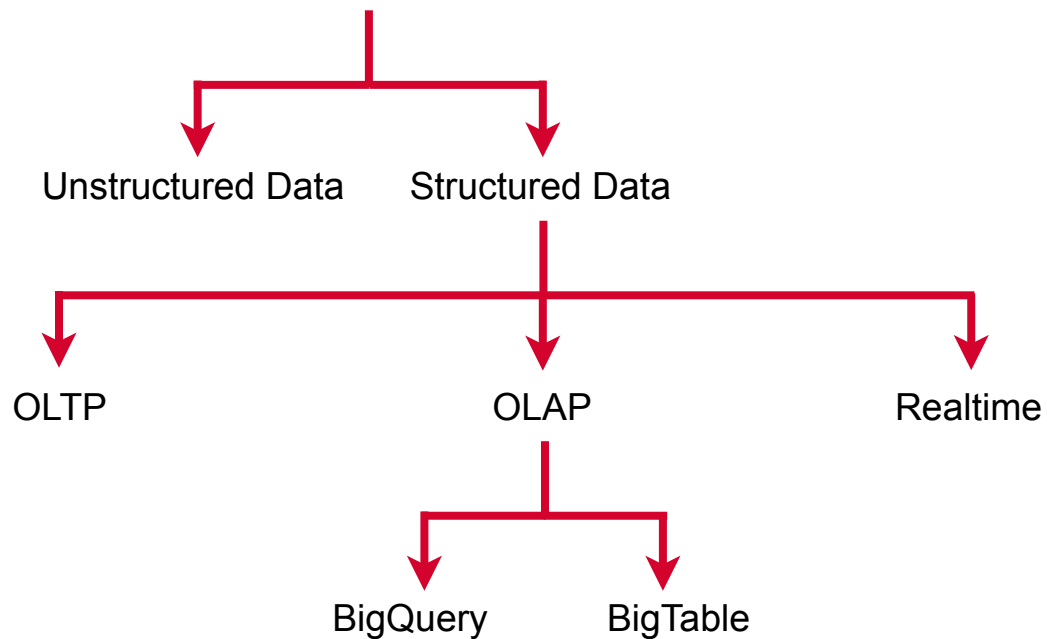 Unstructured Data
Structured Data
OLTP
OLAP
Realtime
BigQuery
BigTable